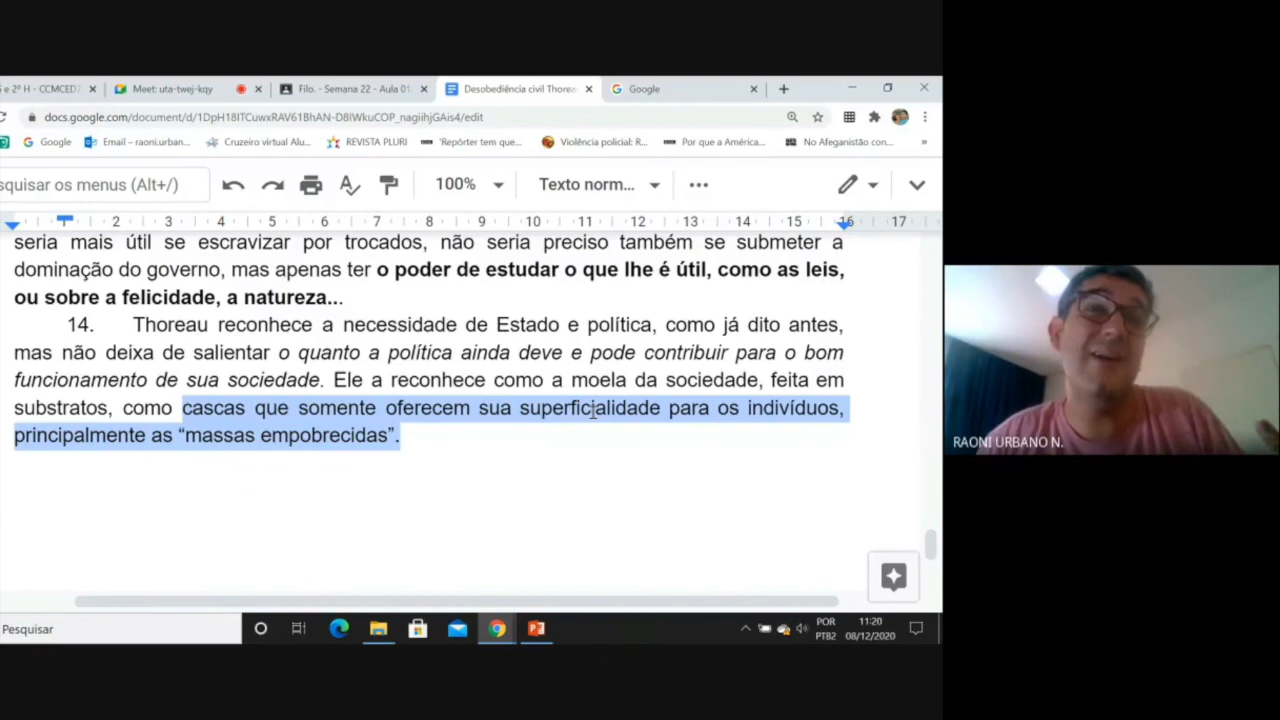 5 e 2º H - CCMCED
Meet: uta-twej-kqy
Filo. - Semana 22 - Aula 01
Desobediência civil Thorea
Google
docs.google.com/document/d/1DpH18ITCuwxRAV61BhAN-D8IWkuCOP_nagiihjGAis4/edit
Google
Email – raoni.urban...
Cruzeiro virtual Alu...
REVISTA PLURI
'Repórter tem que...
Violência policial: R...
Por que a América...
No Afeganistão con...
»
squisar os menus (Alt+/)
100%
Texto norm...
2 3 4 5 6 7 8 9 10 11 12 13 14 15 16 17
seria mais útil se escravizar por trocados, não seria preciso também se submeter a
dominação do governo, mas apenas ter o poder de estudar o que lhe é útil, como as leis,
ou sobre a felicidade, a natureza...
14. Thoreau reconhece a necessidade de Estado e política, como já dito antes,
mas não deixa de salientar o quanto a política ainda deve e pode contribuir para o bom
funcionamento de sua sociedade. Ele a reconhece como a moela da sociedade, feita em
substratos, como cascas que somente oferecem sua superficialidade para os indivíduos,
principalmente as “massas empobrecidas”.
RAONI URBANO N.
Pesquisar
POR
PTB2
11:20
08/12/2020